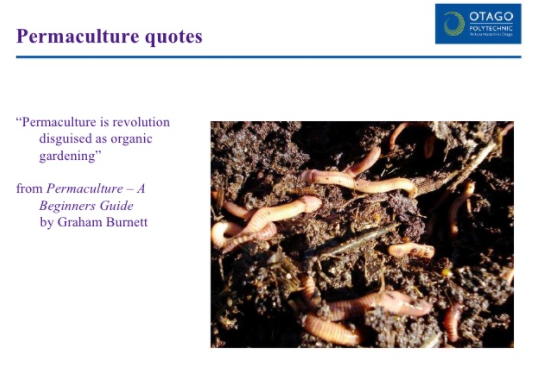 Permaculture quotes
OTAGO
POLYTECHNIC
“Permaculture is revolution
disguised as organic
gardening”
from Permaculture – A
Beginners Guide
by Graham Burnett